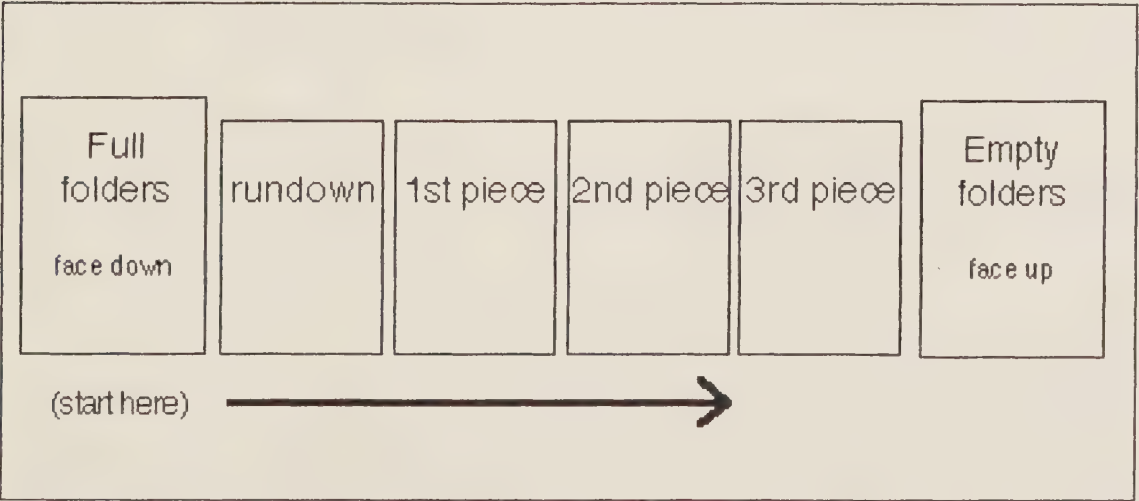 Full
folders
face down
rundown
1st piece
2nd piece
3rd piece
Empty
folders
face up
(start here)